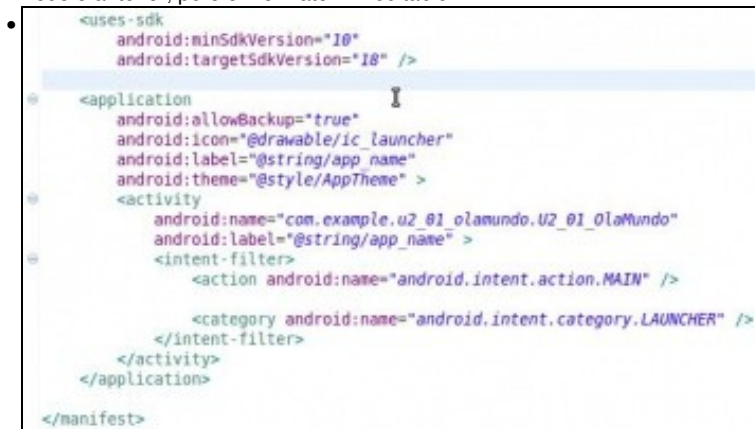 <uses-sdk
android:minSdkVersion="10"
android:targetSdkVersion="18" />
<application
android:allowBackup="true"
android:icon="@drawable/ic_launcher"
android:label="@string/app_name"
android:theme="@style/AppTheme" >
<activity
android:name="com.example.u2_01_olamundo.U2_01_OlaMundo"
android:label="@string/app_name" >
<intent-filter>
<action android:name="android.intent.action.MAIN" />
<category android:name="android.intent.category.LAUNCHER" />
</intent-filter>
</activity>
</application>
</manifest>